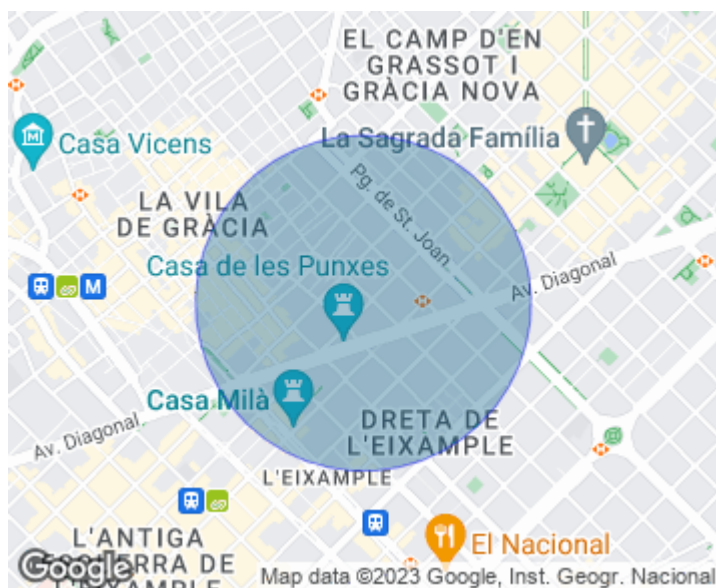 EL CAMP D'EN
GRASSOT I
GRÀCIA NOVA
La Sagrada Família
Casa Vicens
Pg. de St. Joan
LA VILA
DE GRÀCIA
Casa de les Punxes
Av. Diagonal
M
Casa Milà
DRETA DE
L'EIXAMPLE
Av. Diagonal
L'EIXAMPLE
L'ANTIGA
El Nacional
Google
Map data ©2023 Google, Inst. Geogr. Nacional